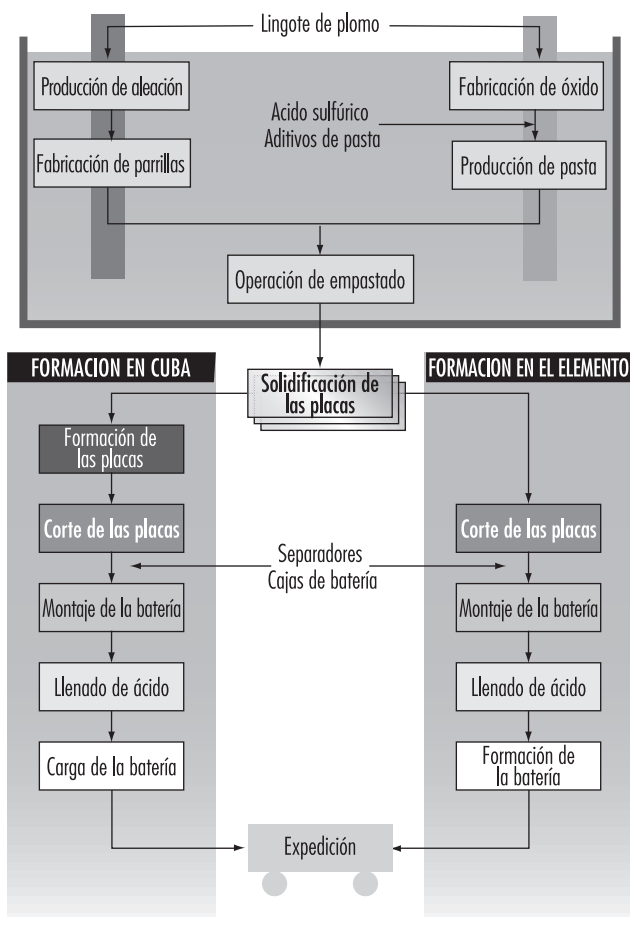 Lingote de plomo
Producción de aleación
Fabricación de óxido
Acido sulfúrico
Aditivos de pasta
Fabricación de parrillas
Producción de pasta
Operación de empastado
FORMACION EN CUBA
Solidificación de
las placas
FORMACION EN EL ELEMENTO
Formación de
las placas
Corte de las placas
Corte de las placas
Separadores
Cajas de batería
Montaje de la batería
Montaje de la batería
Llenado de ácido
Llenado de ácido
Carga de la batería
Formación de
la batería
Expedición